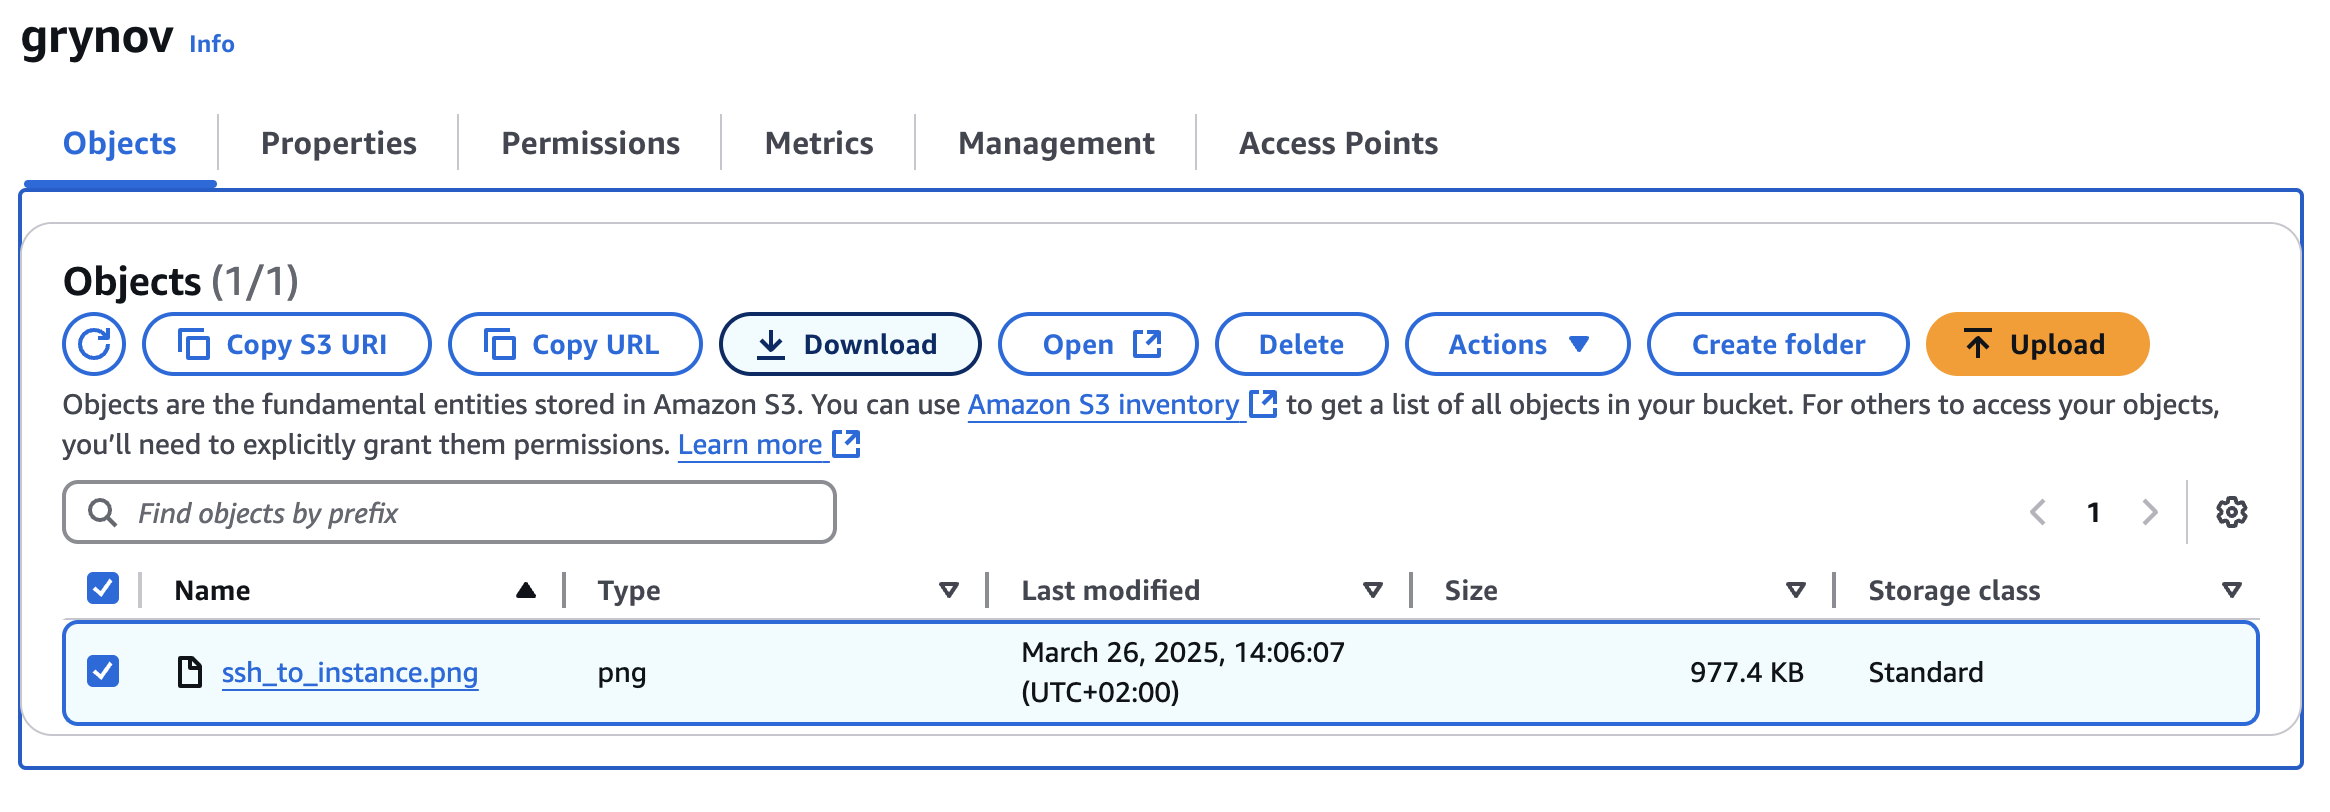 grynov Info
Objects Properties Permissions Metrics Management Access Points
Objects (1/1)
Copy S3 URI Copy URL Download Open Delete Actions Create folder Upload
Objects are the fundamental entities stored in Amazon S3. You can use Amazon S3 inventory to get a list of all objects in your bucket. For others to access your objects,
you’ll need to explicitly grant them permissions. Learn more
Find objects by prefix
1
Name Type Last modified Size Storage class
ssh_to_instance.png png March 26, 2025, 14:06:07 977.4 KB Standard
(UTC+02:00)